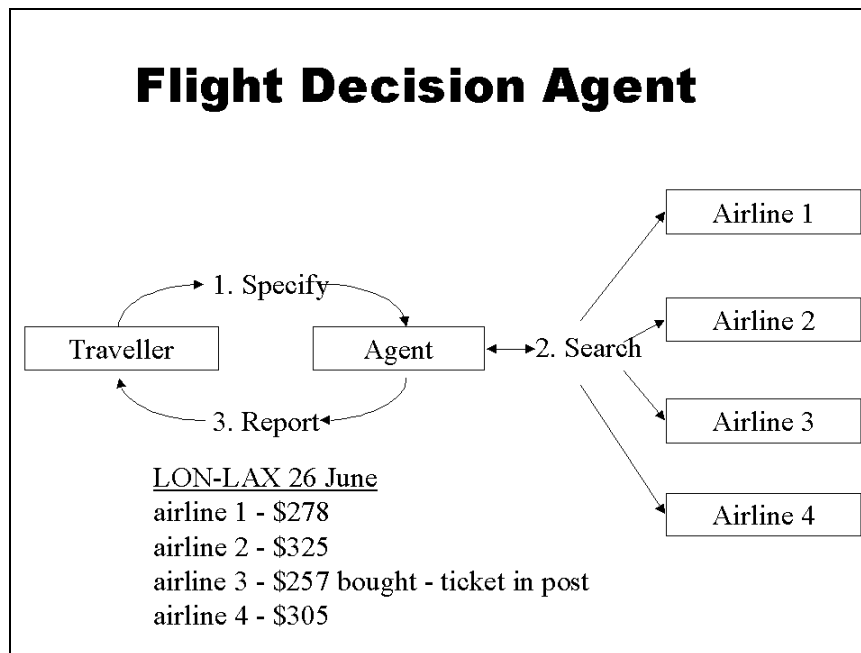 Flight Decision Agent
Airline 1
1. Specify
Airline 2
Traveller
Agent
2. Search
3. Report
Airline 3
LON-LAX 26 June
airline 1 - $278
Airline 4
airline 2 - $325
airline 3 - $257 bought - ticket in post
airline 4 - $305